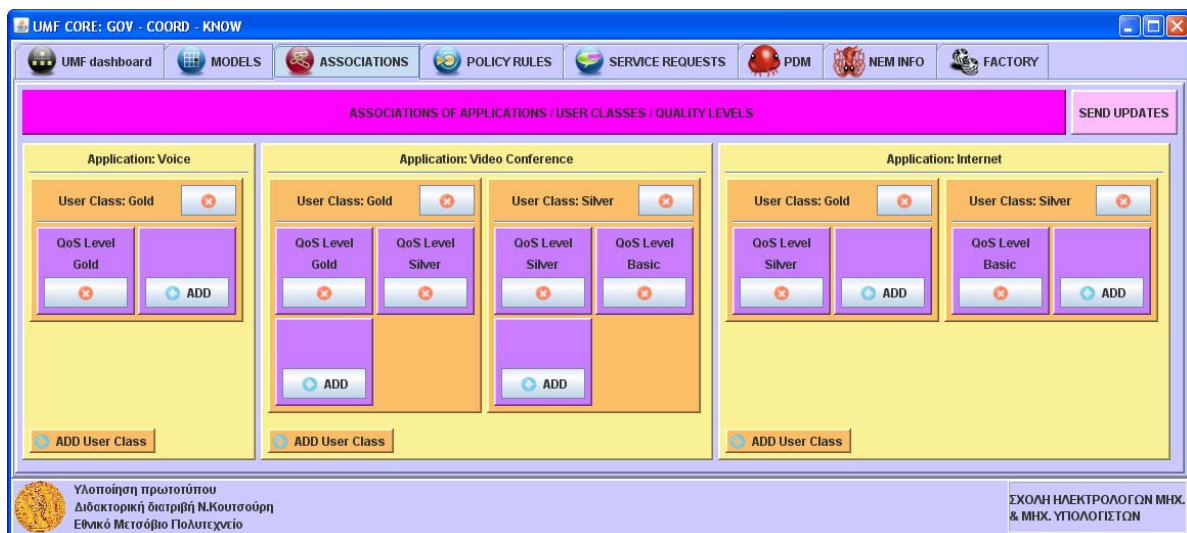 UMF CORE: GOV - COORD - KNOW
UMF dashboard MODELS ASSOCIATIONS POLICY RULES SERVICE REQUESTS PDM NEM INFO FACTORY
ASSOCIATIONS OF APPLICATIONS / USER CLASSES / QUALITY LEVELS
SEND UPDATES
Application: Voice
User Class: Gold
QoS Level
Gold
ADD
ADD User Class
Application: Video Conference
User Class: Gold
QoS Level
Gold
QoS Level
Silver
ADD
User Class: Silver
QoS Level
Silver
QoS Level
Basic
ADD
ADD User Class
Application: Internet
User Class: Gold
QoS Level
Silver
ADD
User Class: Silver
QoS Level
Basic
ADD
ADD User Class
Υλοποίηση πρωτοτύπου
Διδακτορική διατριβή Ν.Κουτσούρη
Εθνικό Μετσόβιο Πολυτεχνείο
ΣΧΟΛΗ ΗΛΕΚΤΡΟΛΟΓΩΝ ΜΗΧ.
& ΜΗΧ. ΥΠΟΛΟΓΙΣΤΩΝ